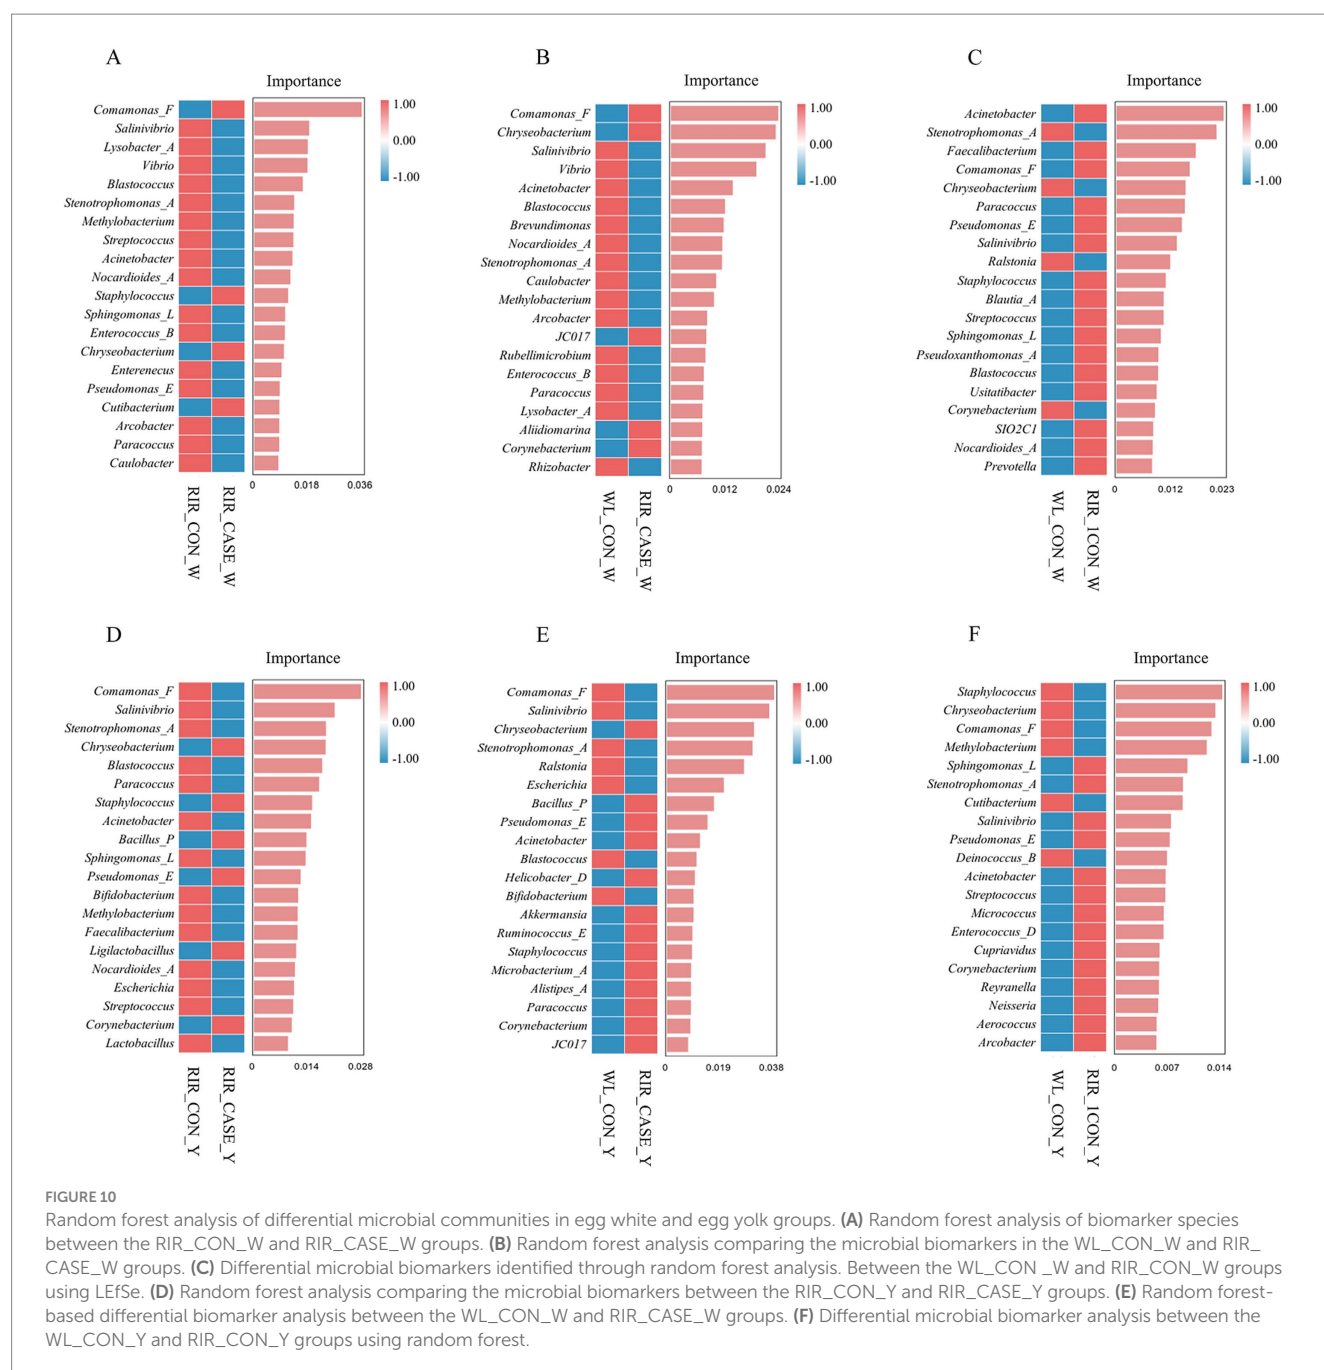 A
Importance
Comamonas_F
Salinivibrio
Lysobacter_A
Vibrio
Blastococcus
Stenotrophomonas_A
Methylobacterium
Streptococcus
Acinetobacter
Nocardioides_A
Staphylococcus
Sphingomonas_L
Enterococcus_B
Chryseobacterium
Enterenecus
Pseudomonas_E
Cutibacterium
Arcobacter
Paracoccus
Caulobacter
1.00
0.00
-1.00
0 0.018 0.036
RIR_CON_W
RIR_CASE_W
B
Importance
Comamonas_F
Chryseobacterium
Salinivibrio
Vibrio
Acinetobacter
Blastococcus
Brevundimonas
Nocardioides_A
Stenotrophomonas_A
Caulobacter
Methylobacterium
Arcobacter
JC017
Rubellimicrobium
Enterococcus_B
Paracoccus
Lysobacter_A
Aliidiomarina
Corynebacterium
Rhizobacter
1.00
0.00
-1.00
0 0.012 0.024
WL_CON_W
RIR_CASE_W
C
Importance
Acinetobacter
Stenotrophomonas_A
Faecalibacterium
Comamonas_F
Chryseobacterium
Paracoccus
Pseudomonas_E
Salinivibrio
Ralstonia
Staphylococcus
Blautia_A
Streptococcus
Sphingomonas_L
Pseudoxanthomonas_A
Blastococcus
Usitatibacter
Corynebacterium
SIO2C1
Nocardioides_A
Prevotella
1.00
0.00
-1.00
0 0.012 0.023
WL_CON_W
RIR_1CON_W
D
Importance
Comamonas_F
Salinivibrio
Stenotrophomonas_A
Chryseobacterium
Blastococcus
Paracoccus
Staphylococcus
Acinetobacter
Bacillus_P
Sphingomonas_L
Pseudomonas_E
Bifidobacterium
Methylobacterium
Faecalibacterium
Ligilactobacillus
Nocardioides_A
Escherichia
Streptococcus
Corynebacterium
Lactobacillus
1.00
0.00
-1.00
0 0.014 0.028
RIR_CON_Y
RIR_CASE_Y
E
Importance
Comamonas_F
Salinivibrio
Chryseobacterium
Stenotrophomonas_A
Ralstonia
Escherichia
Bacillus_P
Pseudomonas_E
Acinetobacter
Blastococcus
Helicobacter_D
Bifidobacterium
Akkermansia
Ruminococcus_E
Staphylococcus
Microbacterium_A
Alistipes_A
Paracoccus
Corynebacterium
JC017
1.00
0.00
-1.00
0 0.019 0.038
WL_CON_Y
RIR_CASE_Y
F
Importance
Staphylococcus
Chryseobacterium
Comamonas_F
Methylobacterium
Sphingomonas_L
Stenotrophomonas_A
Cutibacterium
Salinivibrio
Pseudomonas_E
Deinococcus_B
Acinetobacter
Streptococcus
Micrococcus
Enterococcus_D
Cupriavidus
Corynebacterium
Reyranella
Neisseria
Aerococcus
Arcobacter
1.00
0.00
-1.00
0 0.007 0.014
WL_CON_Y
RIR_1CON_Y
FIGURE 10
Random forest analysis of differential microbial communities in egg white and egg yolk groups. (A) Random forest analysis of biomarker species
between the RIR_CON_W and RIR_CASE_W groups. (B) Random forest analysis comparing the microbial biomarkers in the WL_CON_W and RIR_
CASE_W groups. (C) Differential microbial biomarkers identified through random forest analysis. Between the WL_CON _W and RIR_CON_W groups
using LEfSe. (D) Random forest analysis comparing the microbial biomarkers between the RIR_CON_Y and RIR_CASE_Y groups. (E) Random forest-
based differential biomarker analysis between the WL_CON_W and RIR_CASE_W groups. (F) Differential microbial biomarker analysis between the
WL_CON_Y and RIR_CON_Y groups using random forest.